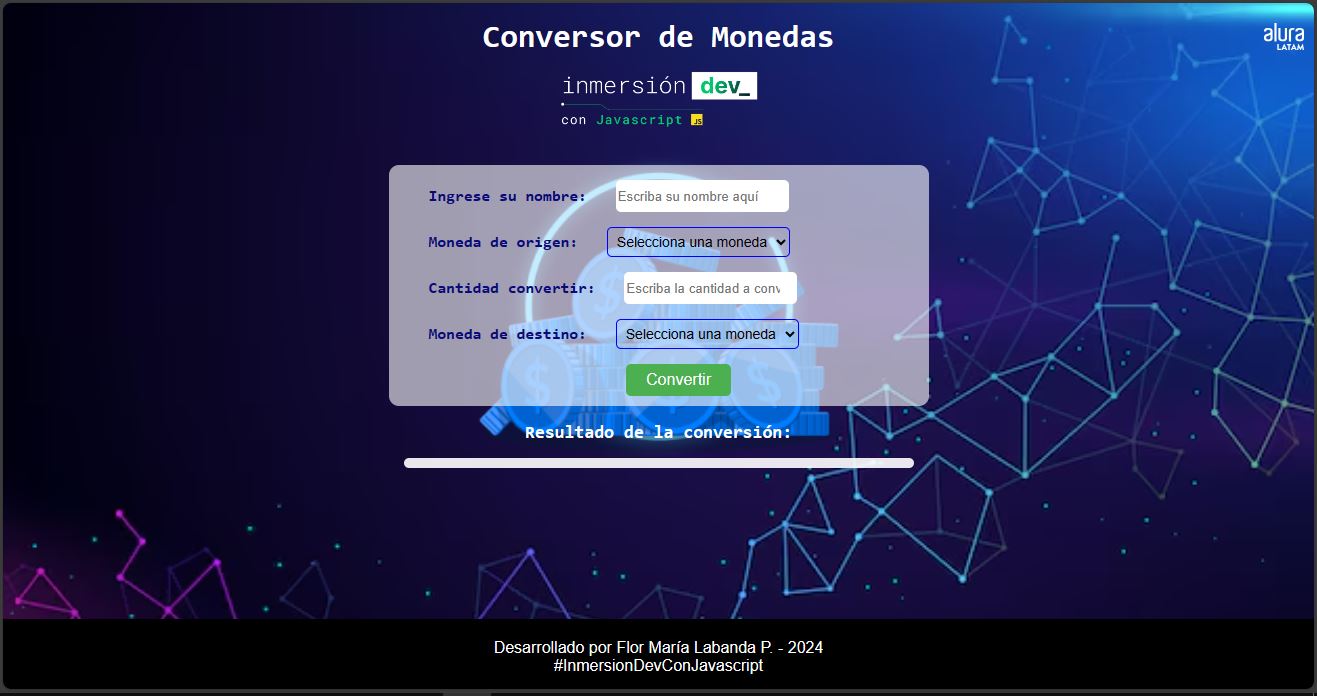 Conversor de Monedas
alura
LATAM
inmersión dev_
con Javascript JS
Ingrese su nombre: Escriba su nombre aquí
Moneda de origen: Selecciona una moneda
Cantidad convertir: Escriba la cantidad a conv
Moneda de destino: Selecciona una moneda
Convertir
Resultado de la conversión:
Desarrollado por Flor María Labanda P. - 2024
#InmersionDevConJavascript